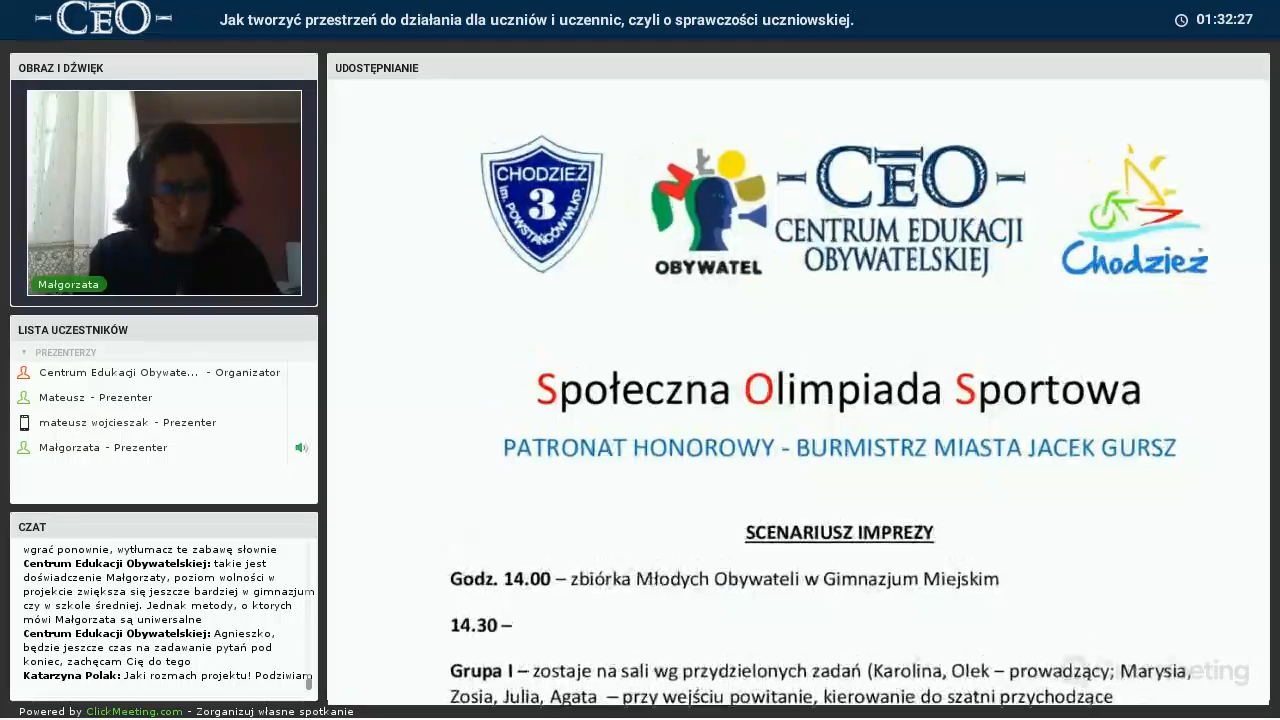 CEO
Jak tworzyć przestrzeń do działania dla uczniów i uczennic, czyli o sprawczości uczniowskiej.
01:32:27
OBRAZ I DŹWIĘK
Małgorzata
LISTA UCZESTNIKÓW
PREZENTERZY
Centrum Edukacji Obywate... - Organizator
Mateusz - Prezenter
mateusz wojcieszak - Prezenter
Małgorzata - Prezenter
CZAT
wgrać ponownie, wytłumacz te zabawę słownie
Centrum Edukacji Obywatelskiej: takie jest
doświadczenie Małgorzaty, poziom wolności w
projekcie zwiększa się jeszcze bardziej w gimnazjum
czy w szkole średniej. Jednak metody, o ktorych
mówi Małgorzata są uniwersalne
Centrum Edukacji Obywatelskiej: Agnieszko,
będzie jeszcze czas na zadawanie pytań pod
koniec, zachęcam Cię do tego
Katarzyna Polak: Jaki rozmach projektu! Podziwiam
Powered by ClickMeeting.com - Zorganizuj własne spotkanie
UDOSTĘPNIANIE
CHODZIEŻ
3
im. POWSTAŃCÓW WLKP.
MŁ
OBYWATEL
CEO
CENTRUM EDUKACJI
OBYWATELSKIEJ
Chodzież
Społeczna Olimpiada Sportowa
PATRONAT HONOROWY - BURMISTRZ MIASTA JACEK GURSZ
SCENARIUSZ IMPREZY
Godz. 14.00 – zbiórka Młodych Obywateli w Gimnazjum Miejskim
14.30 –
Grupa I – zostaje na sali wg przydzielonych zadań (Karolina, Olek – prowadzący; Marysia,
Zosia, Julia, Agata – przy wejściu powitanie, kierowanie do szatni przychodzące